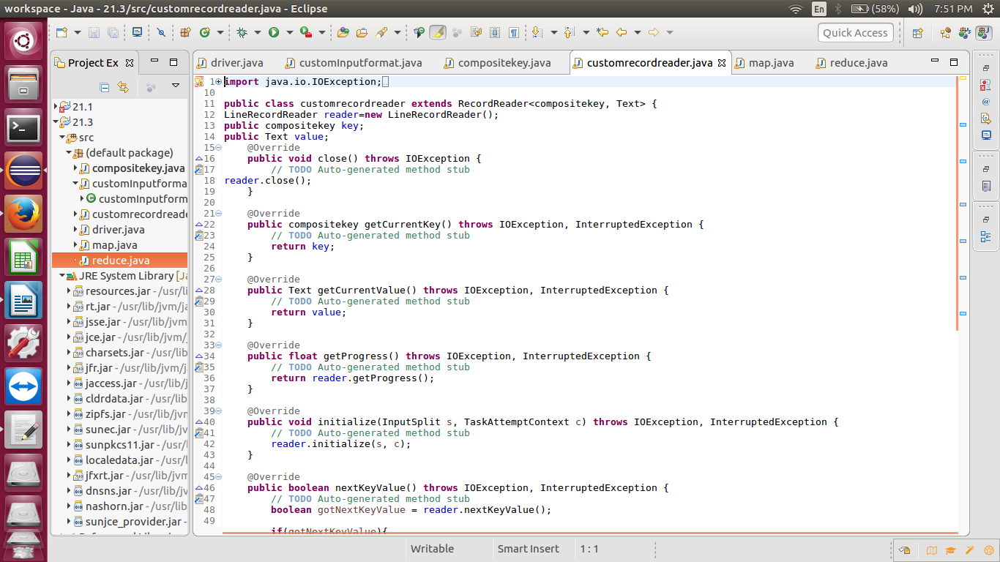 workspace - Java - 21.3/src/customrecordreader.java - Eclipse
En
(58%)
7:51 PM
Quick Access
Project Ex
driver.java
customInputformat.java
compositekey.java
customrecordreader.java
map.java
reduce.java
21.1
21.3
src
(default package)
compositekey.java
customInputforma
customInputform
customrecordreade
driver.java
map.java
reduce.java
JRE System Library [Ja
resources.jar - /usr/li
rt.jar - /usr/lib/jvm/ja
jsse.jar - /usr/lib/jvm
jce.jar - /usr/lib/jvm/
charsets.jar - /usr/lib
jfr.jar - /usr/lib/jvm/j
jaccess.jar - /usr/lib/j
cldrdata.jar - /usr/lib
zipfs.jar - /usr/lib/jvm
sunec.jar - /usr/lib/jv
sunpkcs11.jar - /usr/
localedata.jar - /usr/l
jfxrt.jar - /usr/lib/jvm
dnsns.jar - /usr/lib/jv
nashorn.jar - /usr/lib
sunjce_provider.jar -
1 import java.io.IOException;
10
11 public class customrecordreader extends RecordReader<compositekey, Text> {
12 LineRecordReader reader=new LineRecordReader();
13 public compositekey key;
14 public Text value;
15     @Override
16     public void close() throws IOException {
17         // TODO Auto-generated method stub
18 reader.close();
19     }
20
21     @Override
22     public compositekey getCurrentKey() throws IOException, InterruptedException {
23         // TODO Auto-generated method stub
24         return key;
25     }
26
27     @Override
28     public Text getCurrentValue() throws IOException, InterruptedException {
29         // TODO Auto-generated method stub
30         return value;
31     }
32
33     @Override
34     public float getProgress() throws IOException, InterruptedException {
35         // TODO Auto-generated method stub
36         return reader.getProgress();
37     }
38
39     @Override
40     public void initialize(InputSplit s, TaskAttemptContext c) throws IOException, InterruptedException {
41         // TODO Auto-generated method stub
42         reader.initialize(s, c);
43     }
44
45     @Override
46     public boolean nextKeyValue() throws IOException, InterruptedException {
47         // TODO Auto-generated method stub
48         boolean gotNextKeyValue = reader.nextKeyValue();
49
if(gotNextKeyValue){
Writable
Smart Insert
1 : 1